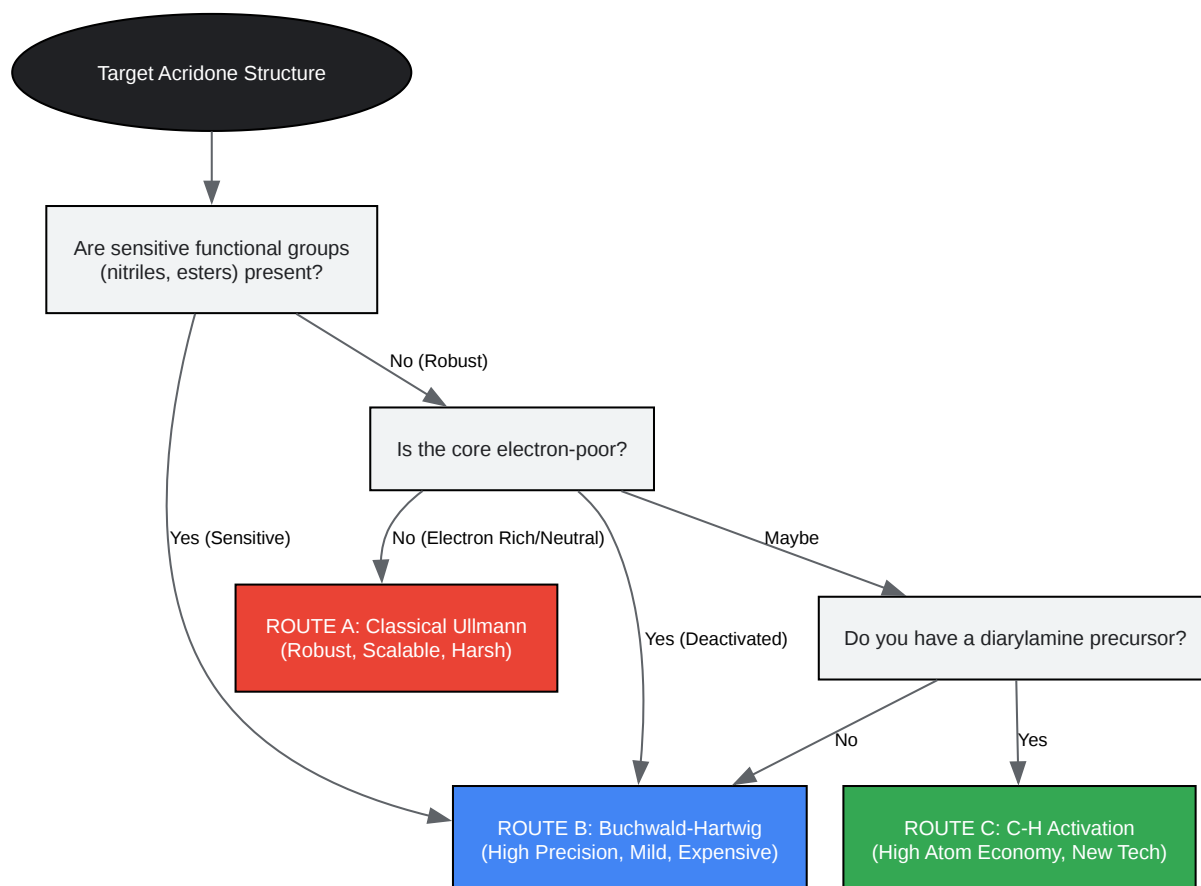 Target Acridone Structure
Are sensitive functional groups
(nitriles, esters) present?
No (Robust)
Is the core electron-poor?
Yes (Sensitive)
No (Electron Rich/Neutral)
Maybe
ROUTE A: Classical Ullmann
(Robust, Scalable, Harsh)
Yes (Deactivated)
Do you have a diarylamine precursor?
No
Yes
ROUTE B: Buchwald-Hartwig
(High Precision, Mild, Expensive)
ROUTE C: C-H Activation
(High Atom Economy, New Tech)